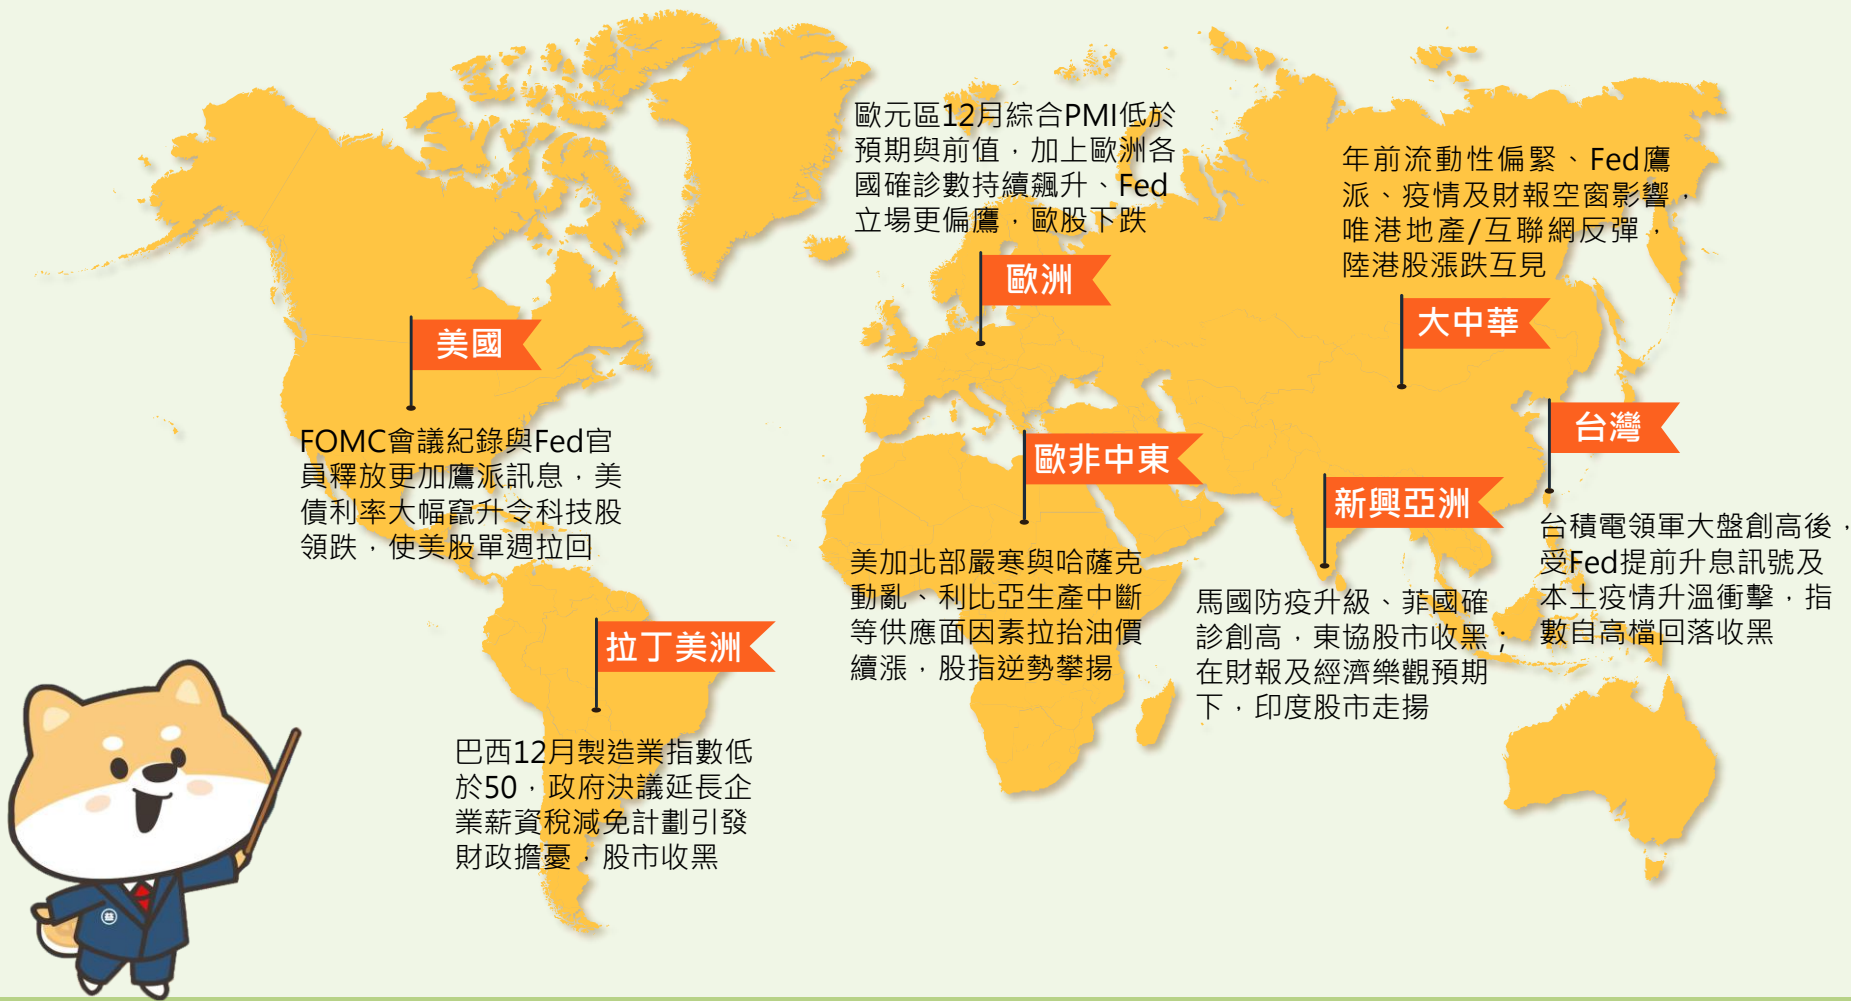 歐元區12月綜合PMI低於
預期與前值，加上歐洲各
國確診數持續飆升、Fed
立場更偏鷹，歐股下跌
歐洲
年前流動性偏緊、Fed鷹
派、疫情及財報空窗影響，
唯港地產/互聯網反彈，
陸港股漲跌互見
大中華
美國
FOMC會議紀錄與Fed官
員釋放更加鷹派訊息，美
債利率大幅竄升令科技股
領跌，使美股單週拉回
歐非中東
美加北部嚴寒與哈薩克
動亂、利比亞生產中斷
等供應面因素拉抬油價
續漲，股指逆勢攀揚
新興亞洲
馬國防疫升級、菲國確
診創高，東協股市收黑；
在財報及經濟樂觀預期
下，印度股市走揚
台灣
台積電領軍大盤創高後，
受Fed提前升息訊號及
本土疫情升溫衝擊，指
數自高檔回落收黑
拉丁美洲
巴西12月製造業指數低
於50，政府決議延長企
業薪資稅減免計劃引發
財政擔憂，股市收黑